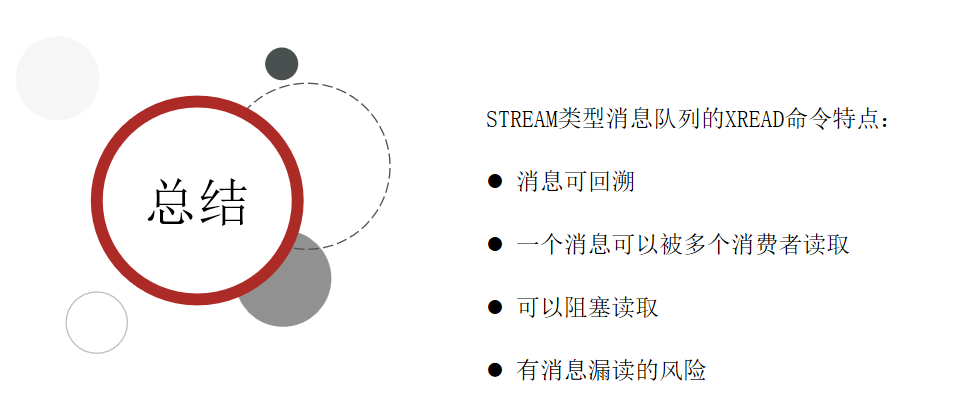 总结
STREAM类型消息队列的XREAD命令特点：
● 消息可回溯
● 一个消息可以被多个消费者读取
● 可以阻塞读取
● 有消息漏读的风险